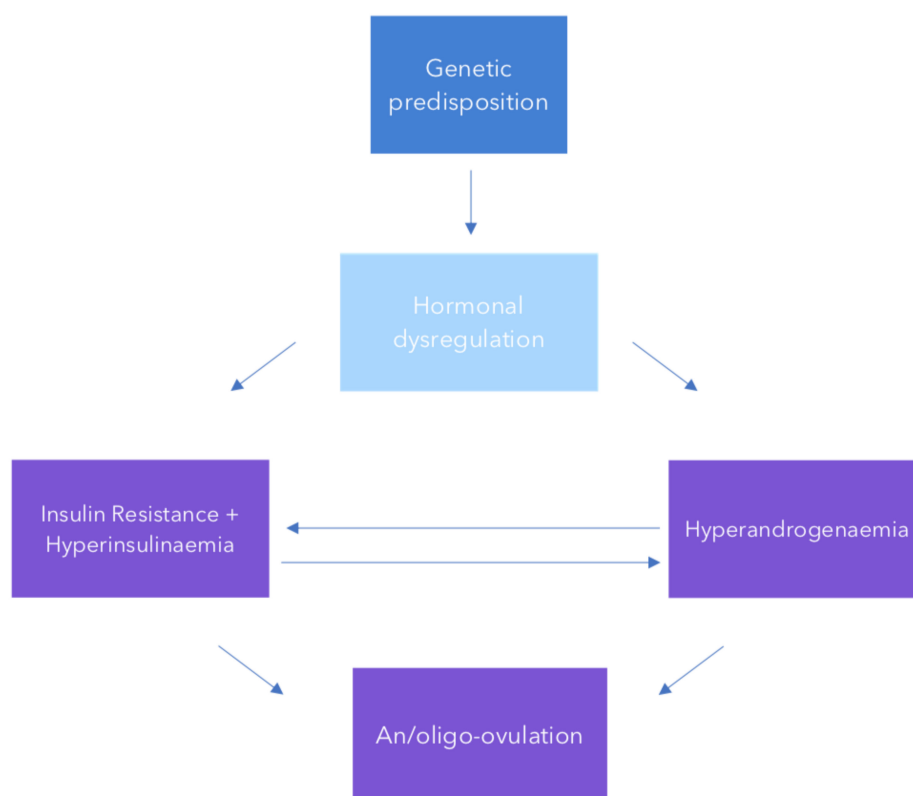 Genetic
predisposition
Hormonal
dysregulation
Insulin Resistance +
Hyperinsulinaemia
Hyperandrogenaemia
An/oligo-ovulation